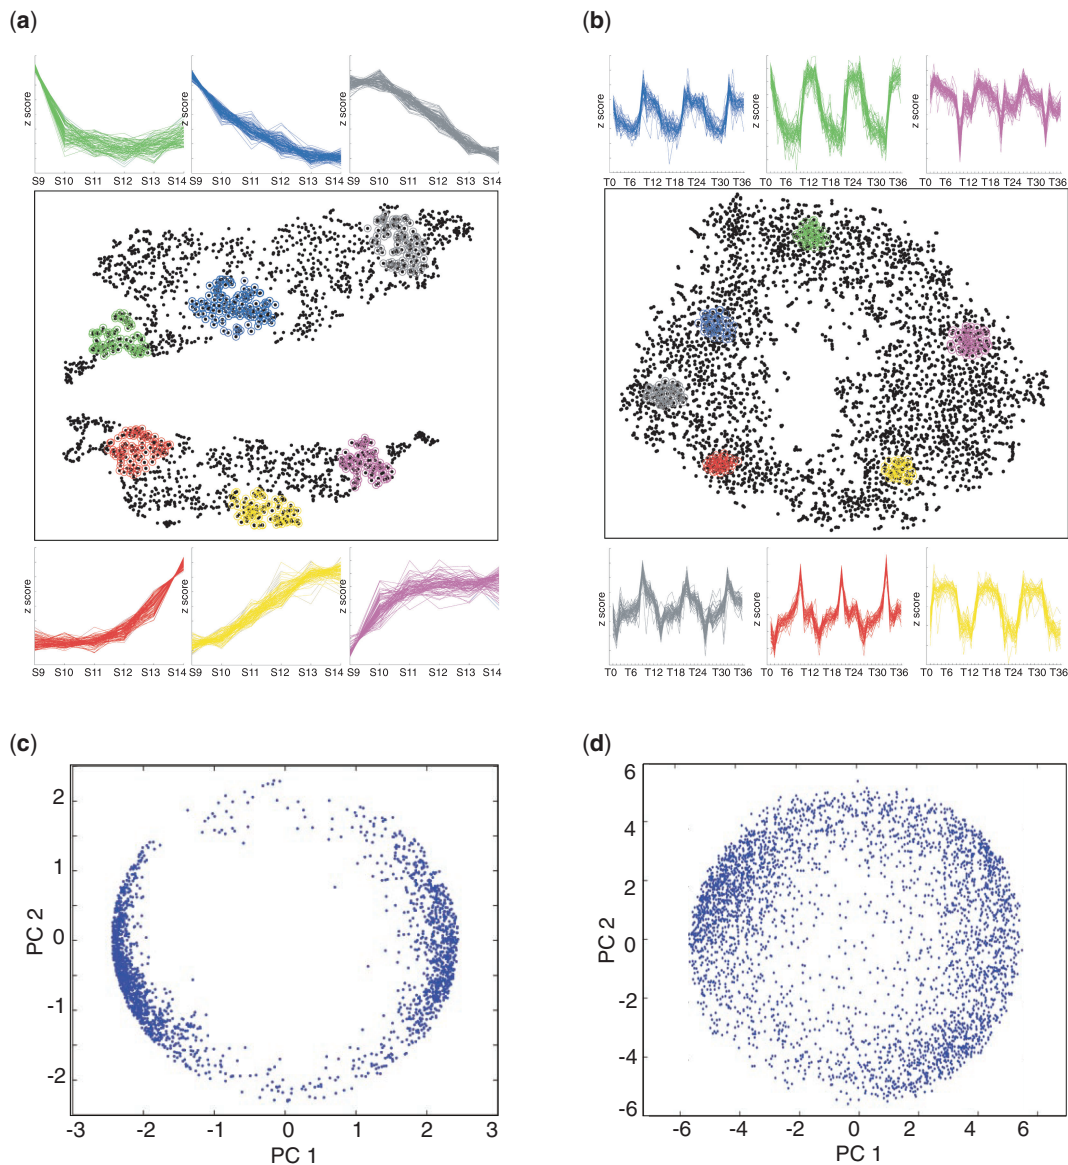 (a)
z score
z score
z score
S9 S10 S11 S12 S13 S14
S9 S10 S11 S12 S13 S14
S9 S10 S11 S12 S13 S14
z score
z score
z score
S9 S10 S11 S12 S13 S14
S9 S10 S11 S12 S13 S14
S9 S10 S11 S12 S13 S14
(b)
z score
z score
z score
T0 T6 T12 T18 T24 T30 T36
T0 T6 T12 T18 T24 T30 T36
T0 T6 T12 T18 T24 T30 T36
z score
z score
z score
T0 T6 T12 T18 T24 T30 T36
T0 T6 T12 T18 T24 T30 T36
T0 T6 T12 T18 T24 T30 T36
(c)
2
1
0
-1
-2
PC 2
-3 -2 -1 0 1 2 3
PC 1
(d)
6
4
2
0
-2
-4
-6
PC 2
-6 -4 -2 0 2 4 6
PC 1